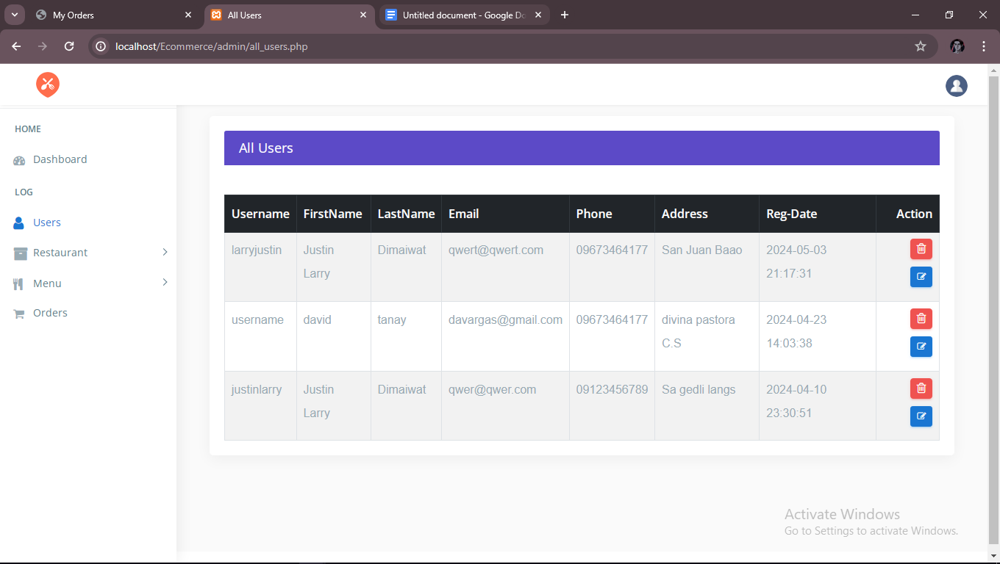 My Orders
All Users
Untitled document - Google Do
localhost/Ecommerce/admin/all_users.php
HOME
Dashboard
LOG
Users
Restaurant
Menu
Orders
All Users
Username FirstName LastName Email Phone Address Reg-Date Action
larryjustin Justin Dimaiwat qwert@qwert.com 09673464177 San Juan Baao 2024-05-03
Larry 21:17:31
username david tanay davargas@gmail.com 09673464177 divina pastora 2024-04-23
C.S 14:03:38
justinlarry Justin Dimaiwat qwer@qwer.com 09123456789 Sa gedli langs 2024-04-10
Larry 23:30:51
Activate Windows
Go to Settings to activate Windows.